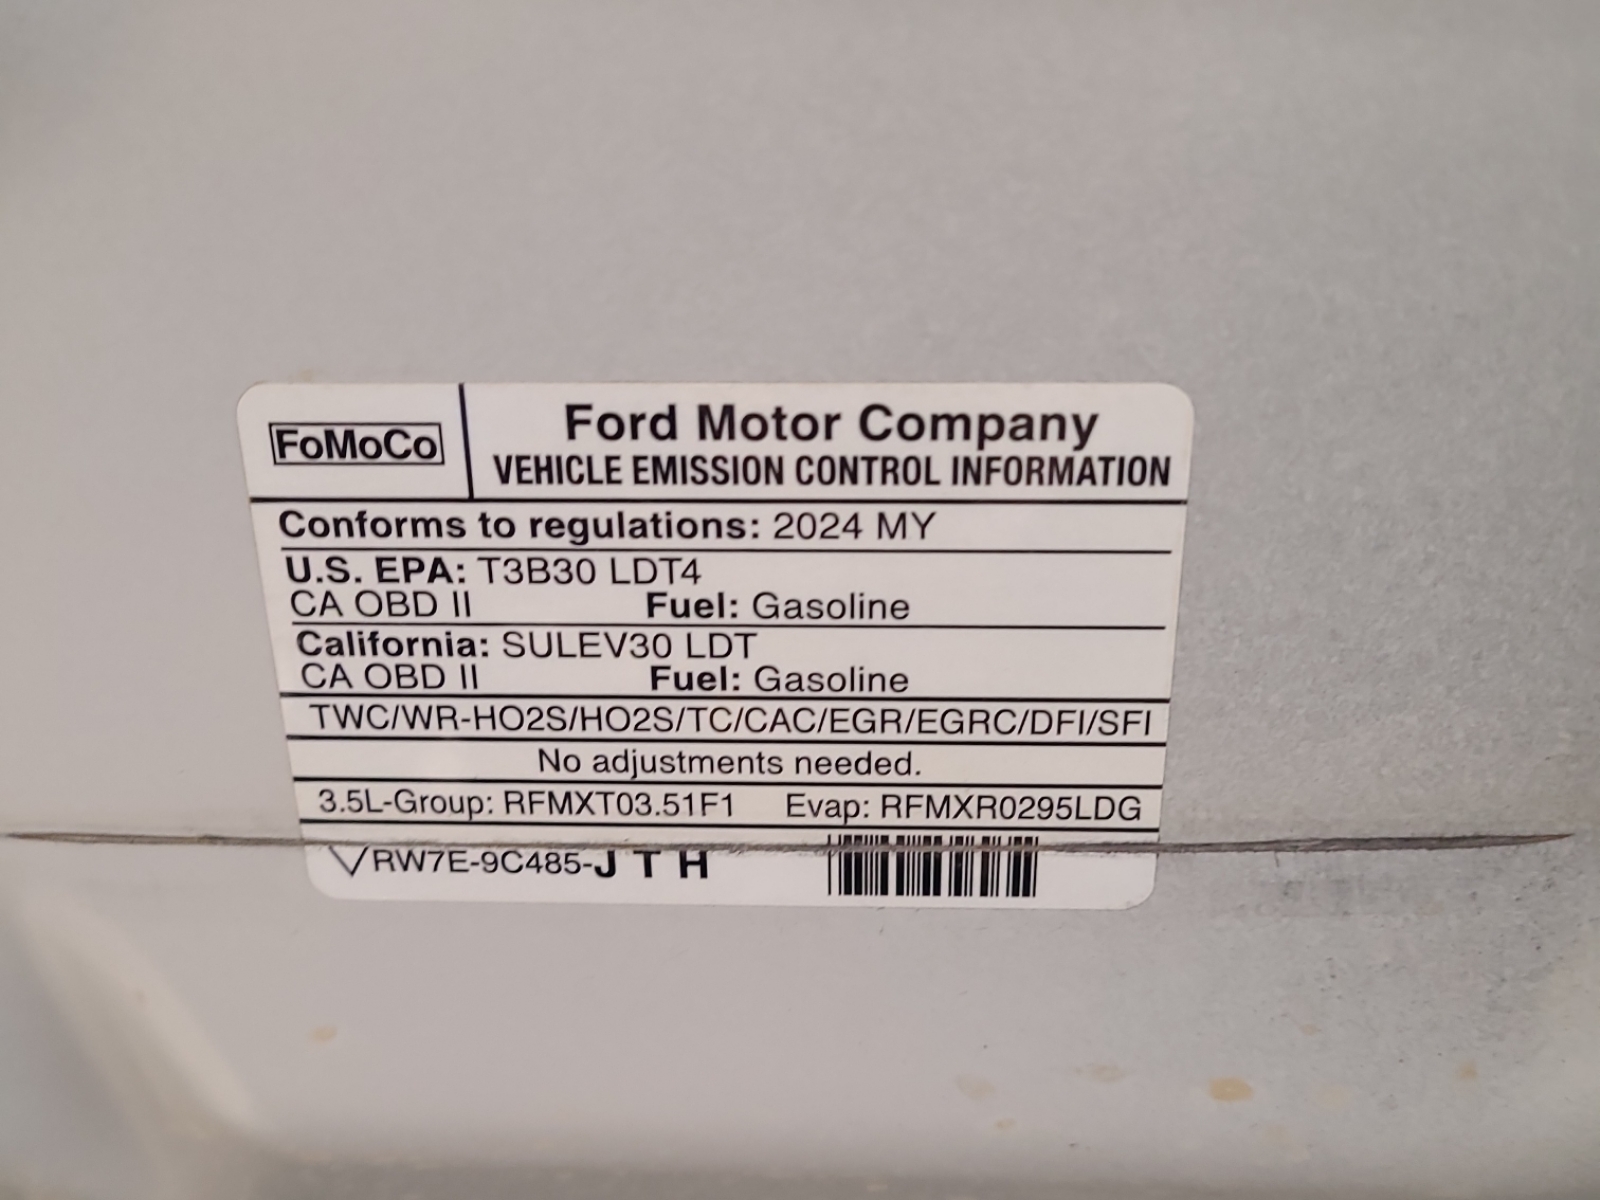 FoMoCo
Ford Motor Company
VEHICLE EMISSION CONTROL INFORMATION
Conforms to regulations: 2024 MY
U.S. EPA: T3B30 LDT4
CA OBD II Fuel: Gasoline
California: SULEV30 LDT
CA OBD II Fuel: Gasoline
TWC/WR-HO2S/HO2S/TC/CAC/EGR/EGRC/DFI/SFI
No adjustments needed.
3.5L-Group: RFMXT03.51F1 Evap: RFMXR0295LDG
RW7E-9C485-J T H